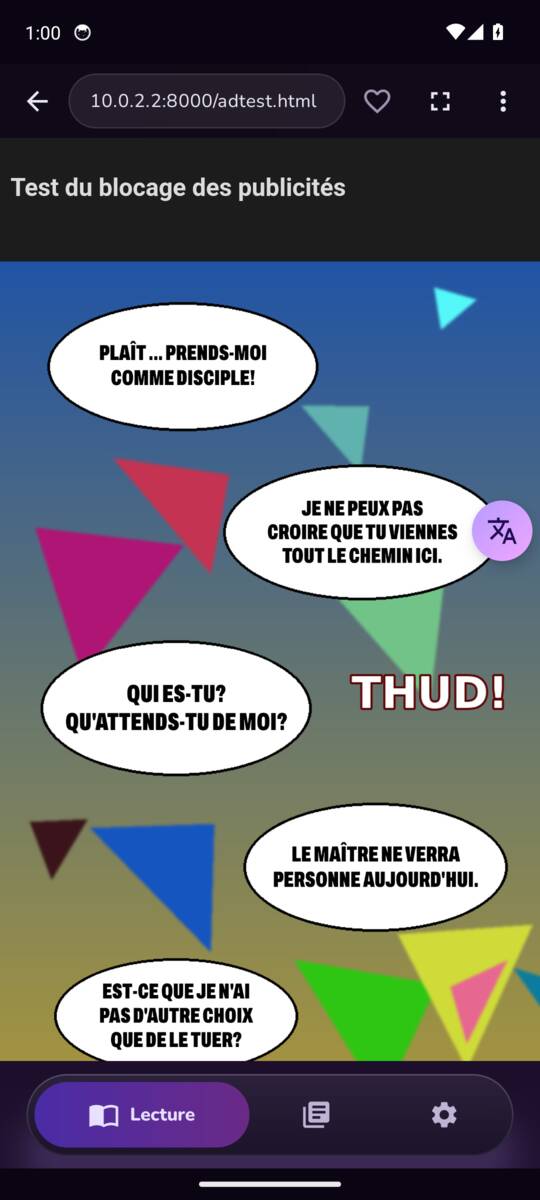 1:00
10.0.2.2:8000/adtest.html
Test du blocage des publicités
PLAÎT... PRENDS-MOI
COMME DISCIPLE!
JE NE PEUX PAS
CROIRE QUE TU VIENNES
TOUT LE CHEMIN ICI.
QUI ES-TU?
QU'ATTENDS-TU DE MOI?
THUD!
LE MAÎTRE NE VERRA
PERSONNE AUJOURD'HUI.
EST-CE QUE JE N'AI
PAS D'AUTRE CHOIX
QUE DE LE TUER?
Lecture